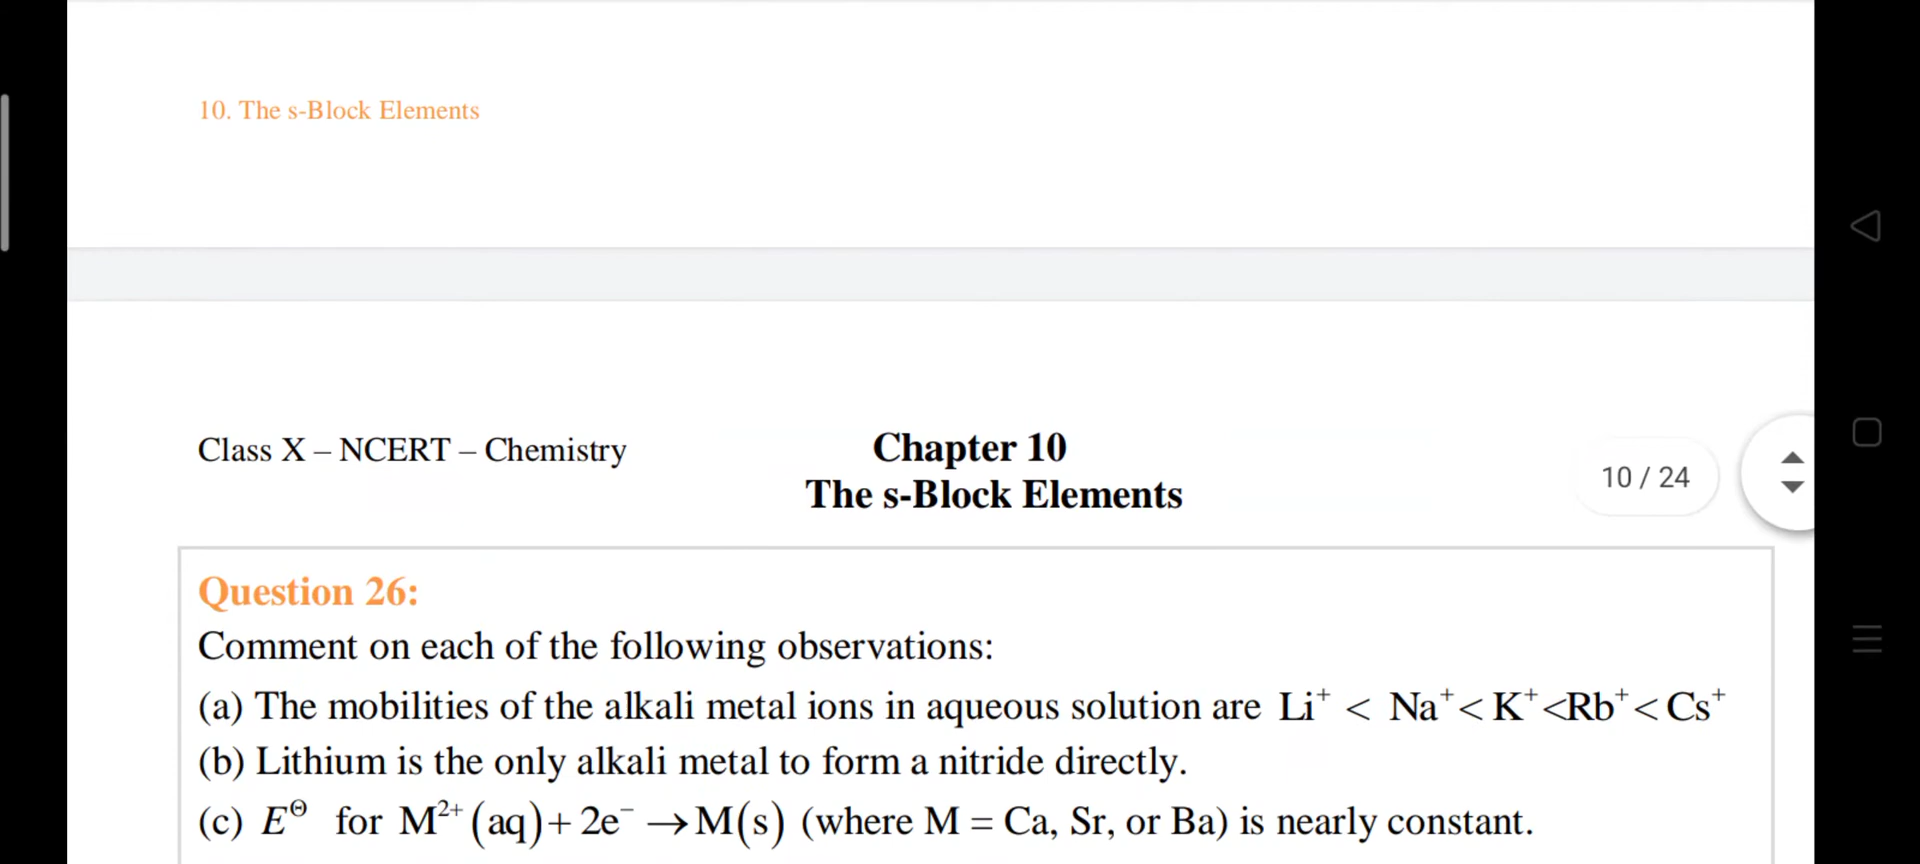 10. The s-Block Elements
Class X – NCERT – Chemistry
Chapter 10
The s-Block Elements
10 / 24
Question 26:
Comment on each of the following observations:
(a) The mobilities of the alkali metal ions in aqueous solution are Li⁺ < Na⁺ < K⁺ <Rb⁺ < Cs⁺
(b) Lithium is the only alkali metal to form a nitride directly.
(c) E^Θ for M²⁺ (aq)+ 2e⁻ → M(s) (where M = Ca, Sr, or Ba) is nearly constant.